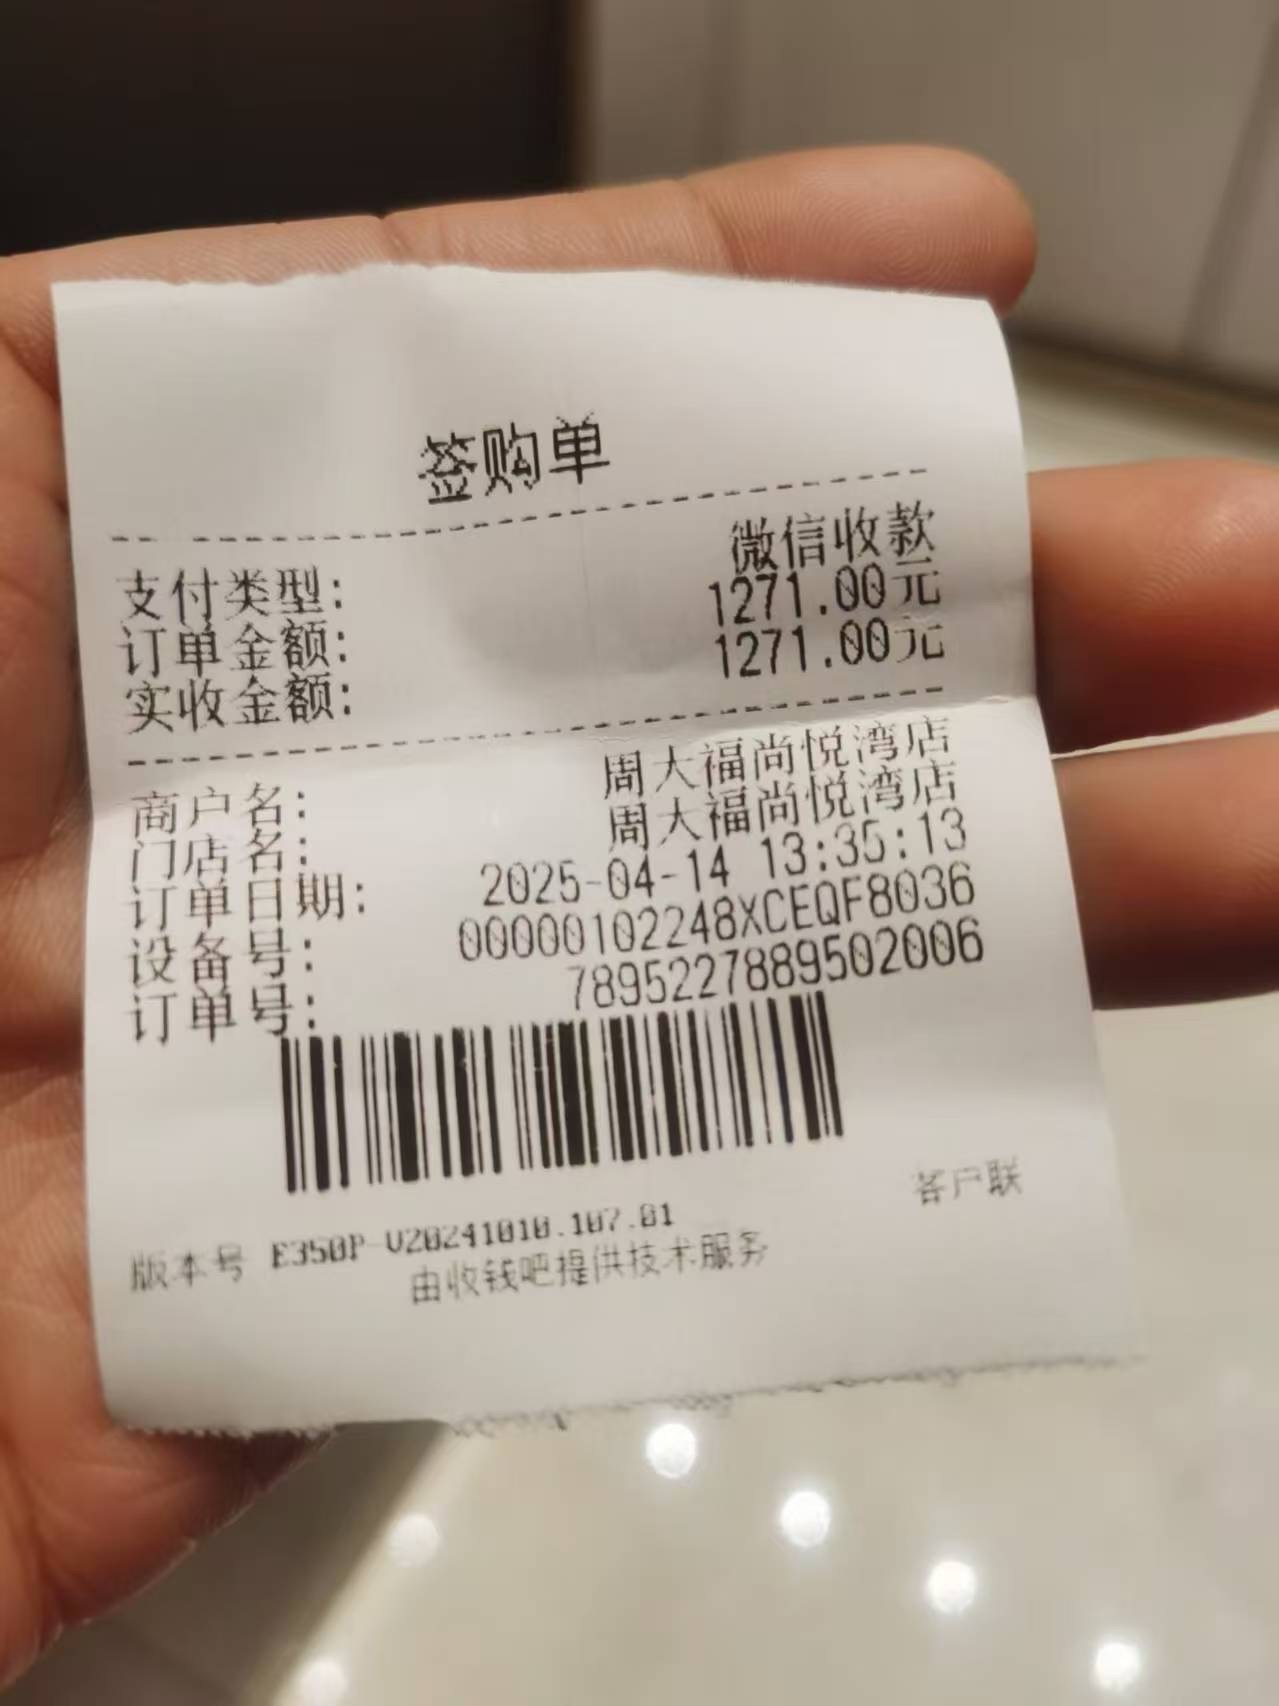 签购单
支付类型: 微信收款
订单金额: 1271.00元
实收金额: 1271.00元
商户名: 周大福尚悦湾店
门店名: 周大福尚悦湾店
订单日期: 2025-04-14 13:35:13
设备号: 00000102248XCEQF8036
订单号: 7895227889502006
客户联
版本号 E350P-V20241010.107.01
由收钱吧提供技术服务